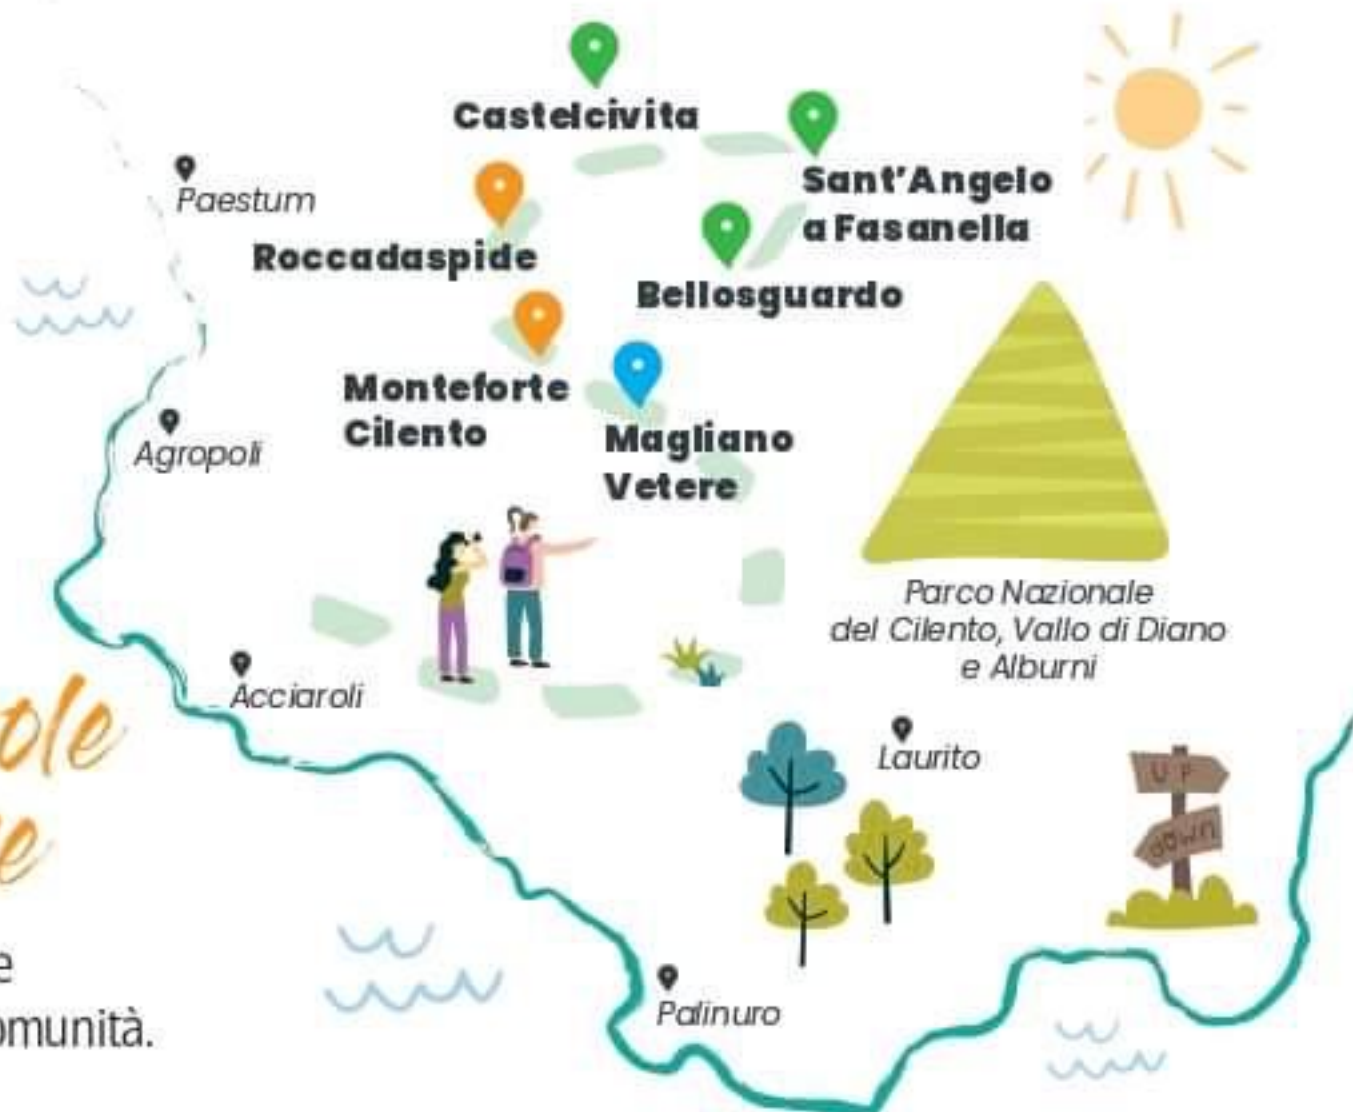 Castelcivita
Sant'Angelo
a Fasanella
Paestum
Roccadaspide
Bellosguardo
Monteforte
Cilento
Magliano
Vetere
Agropoli
Parco Nazionale
del Cilento, Vallo di Diano
e Alburni
Acciaroli
Laurito
UP
DOWN
Palinuro
omunità.